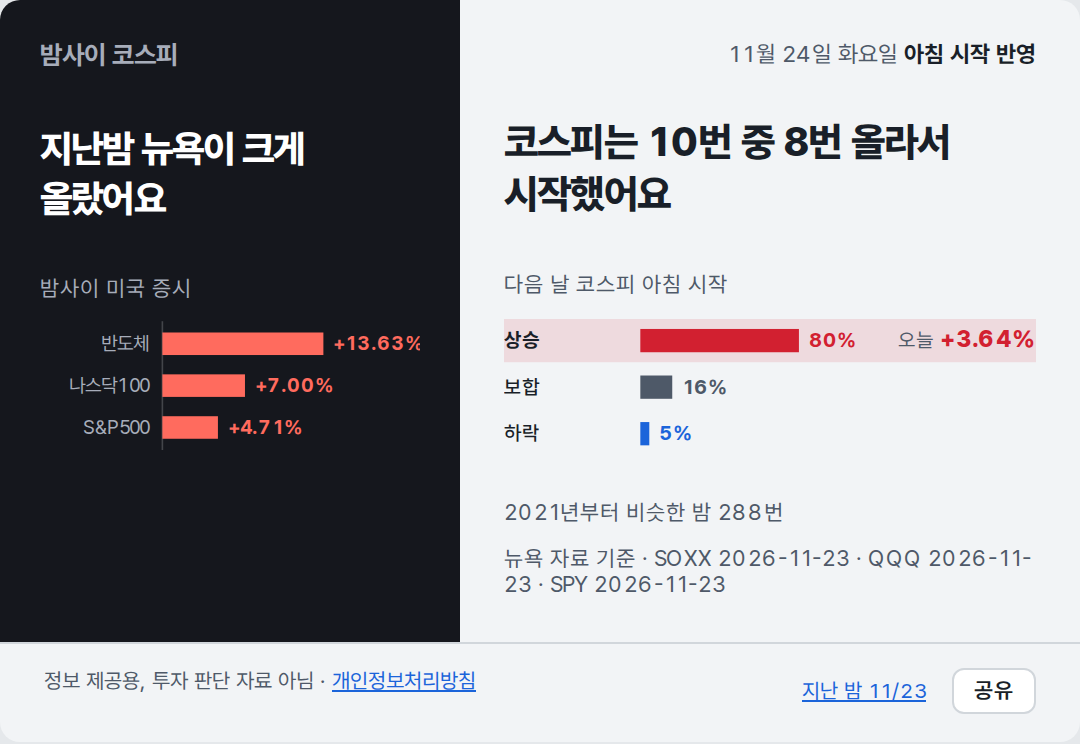 밤사이 코스피
지난밤 뉴욕이 크게
올랐어요
밤사이 미국 증시
반도체 +13.63%
나스닥100 +7.00%
S&P500 +4.71%
11월 24일 화요일 아침 시작 반영
코스피는 10번 중 8번 올라서
시작했어요
다음 날 코스피 아침 시작
상승 80% 오늘 +3.64%
보합 16%
하락 5%
2021년부터 비슷한 밤 288번
뉴욕 자료 기준 · SOXX 2026-11-23 · QQQ 2026-11-
23 · SPY 2026-11-23
정보 제공용, 투자 판단 자료 아님 · 개인정보처리방침
지난 밤 11/23
공유